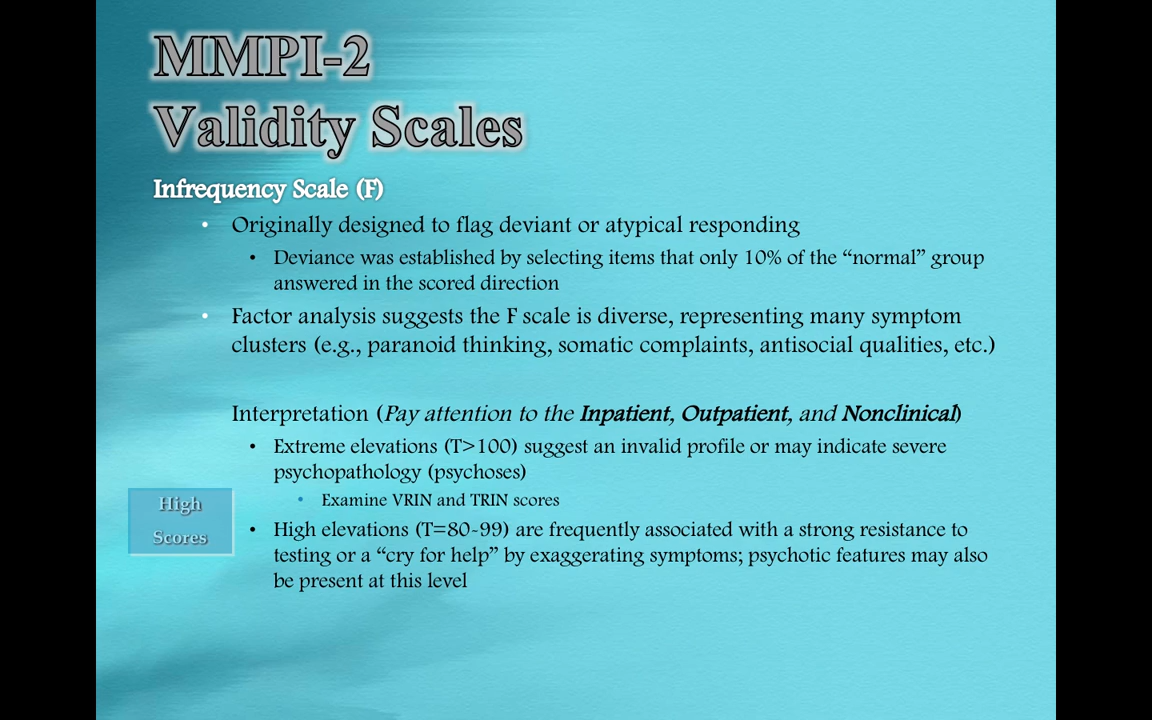 MMPI-2
Validity Scales
Infrequency Scale (F)
• Originally designed to flag deviant or atypical responding
• Deviance was established by selecting items that only 10% of the “normal” group
answered in the scored direction
• Factor analysis suggests the F scale is diverse, representing many symptom
clusters (e.g., paranoid thinking, somatic complaints, antisocial qualities, etc.)
Interpretation (Pay attention to the Inpatient, Outpatient, and Nonclinical)
• Extreme elevations (T>100) suggest an invalid profile or may indicate severe
psychopathology (psychoses)
• Examine VRIN and TRIN scores
High
Scores
• High elevations (T=80-99) are frequently associated with a strong resistance to
testing or a “cry for help” by exaggerating symptoms; psychotic features may also
be present at this level